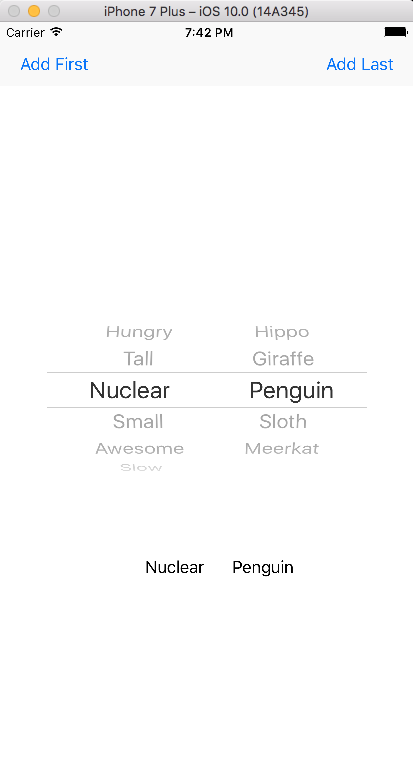 iPhone 7 Plus – iOS 10.0 (14A345)
Carrier 7:42 PM
Add First Add Last
Hungry Hippo
Tall Giraffe
Nuclear Penguin
Small Sloth
Awesome Meerkat
Slow
Nuclear Penguin